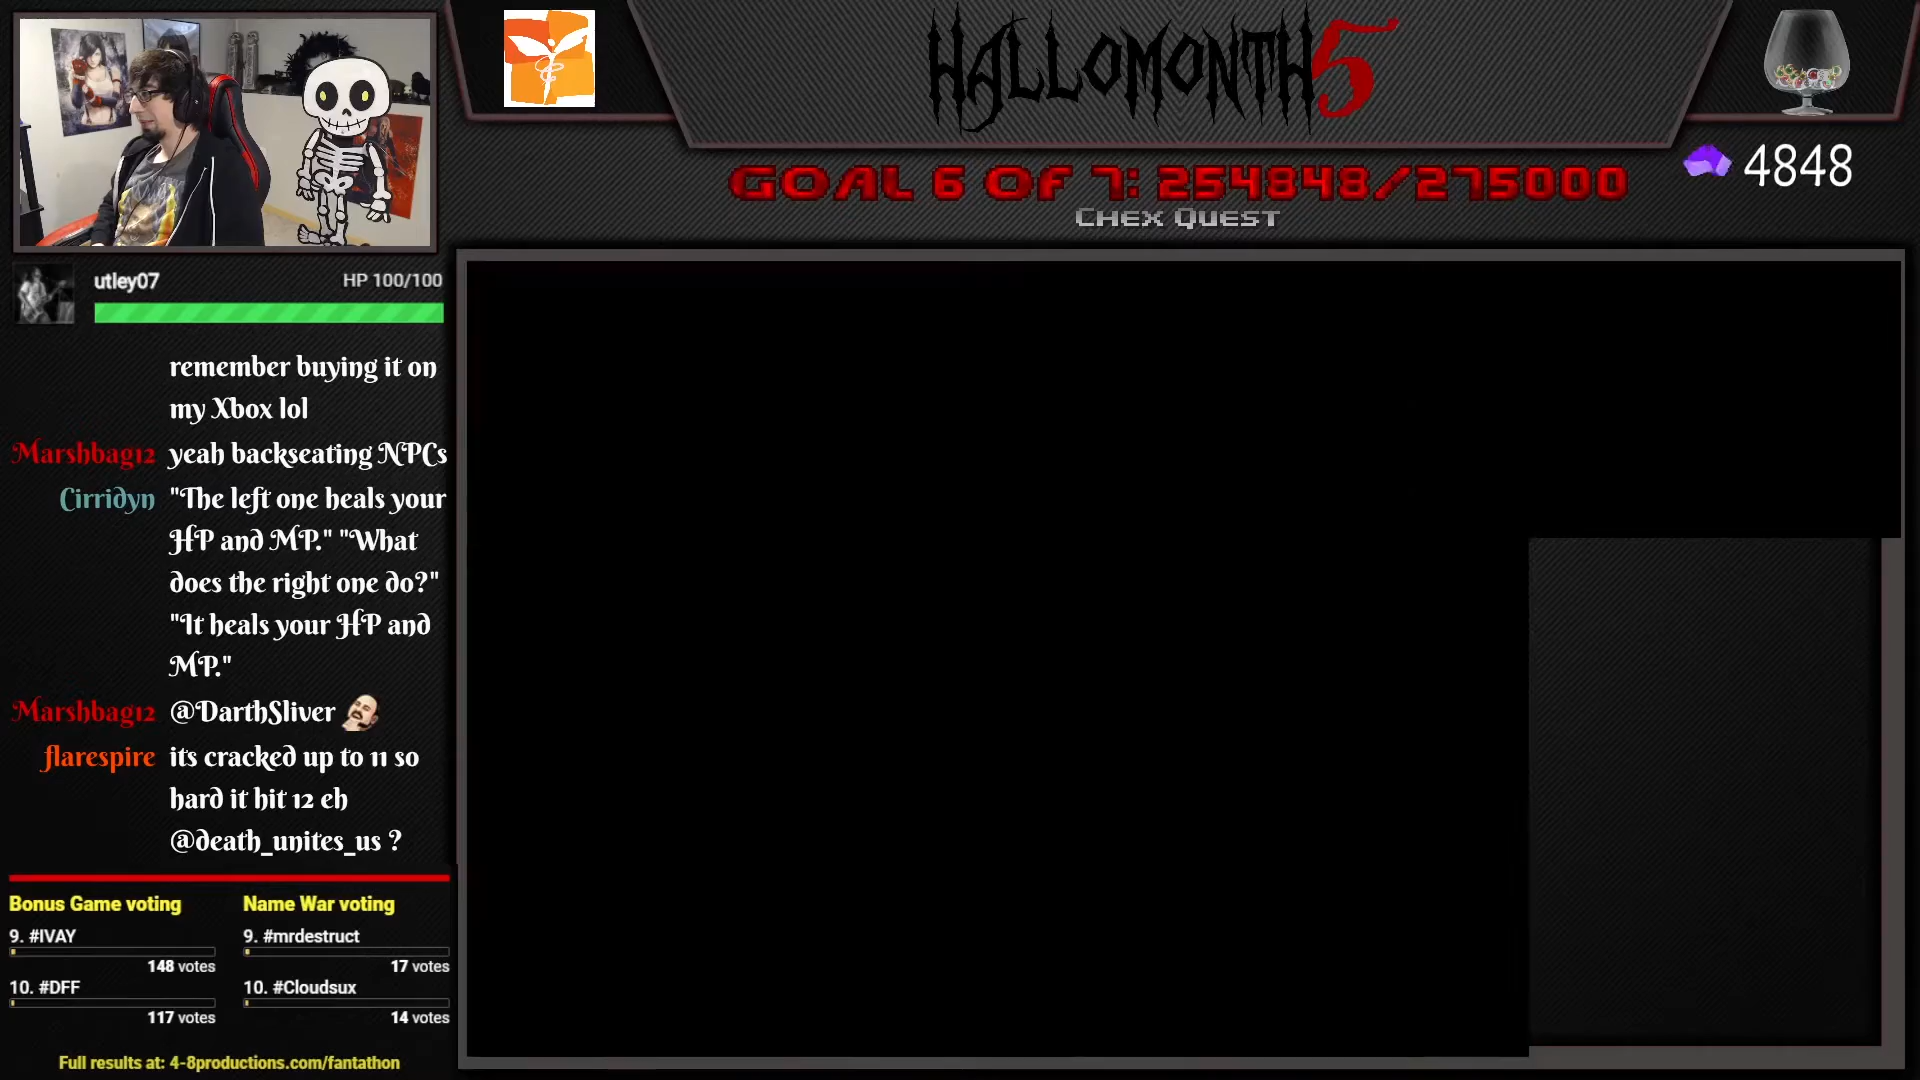 HALLOMONTH5
GOAL 6 OF 7: 254848/275000
CHEX QUEST
4848
utley07
HP 100/100
remember buying it on
my Xbox lol
Marshbag12 yeah backseating NPCs
Cirridyn "The left one heals your
HP and MP." "What
does the right one do?"
"It heals your HP and
MP."
Marshbag12 @DarthSliver
flarespire its cracked up to 11 so
hard it hit 12 eh
@death_unites_us ?
Bonus Game voting
9. #IVAY
148 votes
10. #DFF
117 votes
Name War voting
9. #mrdestruct
17 votes
10. #Cloudsux
14 votes
Full results at: 4-8productions.com/fantathon